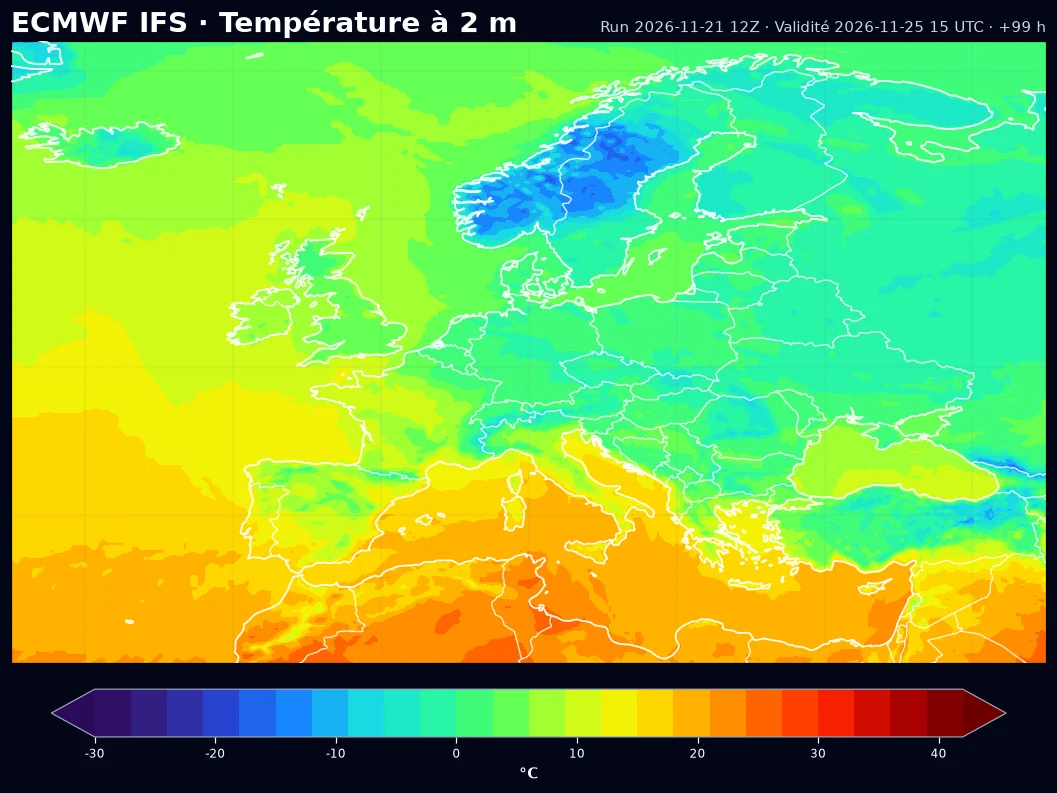 ECMWF IFS · Température à 2 m
Run 2026-11-21 12Z · Validité 2026-11-25 15 UTC · +99 h
-30 -20 -10 0 10 20 30 40
°C